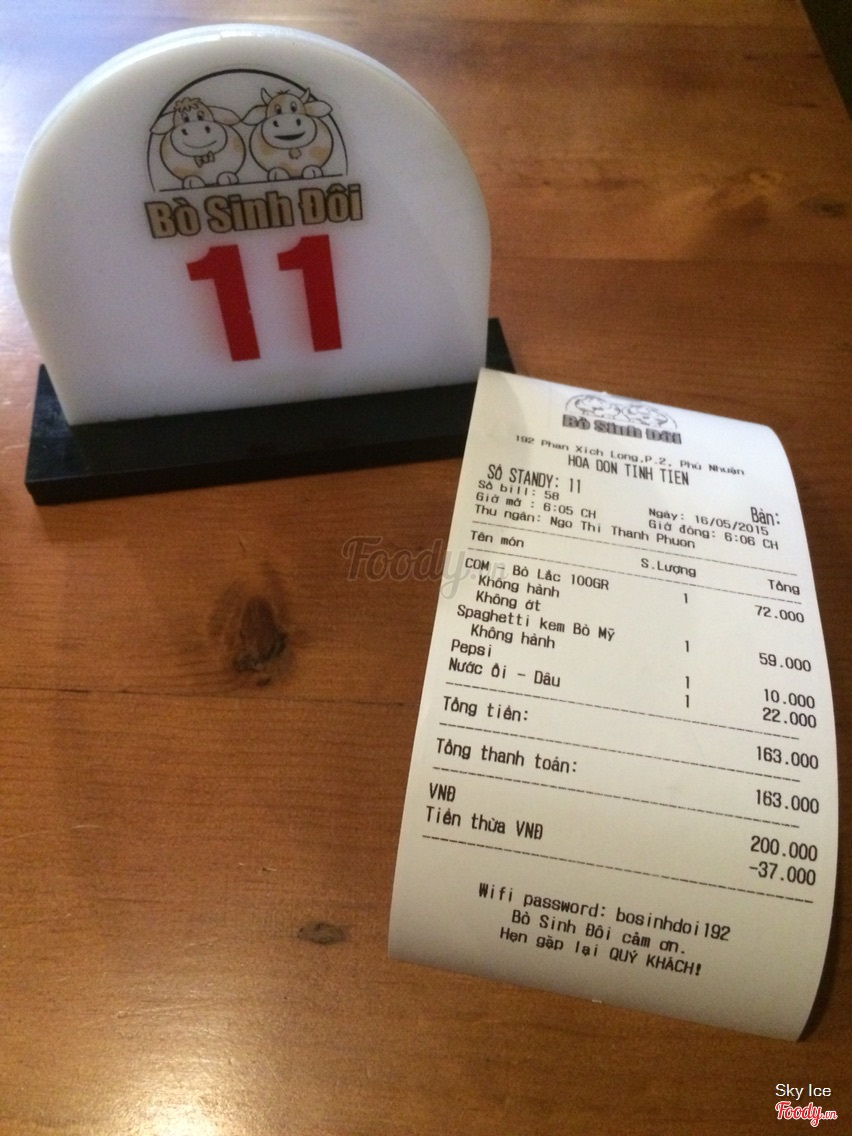 Bò Sinh Đôi
11
Bò Sinh Đôi
192 Phan Xích Long,P.2, Phú Nhuận
HOA DON TINH TIEN
SỐ STANDY: 11 Bàn:
Số bill: 58 Ngày: 16/05/2015
Giờ mở : 6:05 CH Giờ đóng: 6:06 CH
Thu ngân: Ngo Thi Thanh Phuon
Tên món S.Lượng Tổng
COM - Bò Lắc 100GR 1 72.000
Không hành
Không ớt
Spaghetti kem Bò Mỹ 1 59.000
Không hành
Pepsi 1 10.000
Nước ổi - Dâu 1 22.000
Tổng tiền: 163.000
Tổng thanh toán: 163.000
VNĐ 200.000
Tiền thừa VNĐ -37.000
Wifi password: bosinhdoi192
Bò Sinh Đôi cảm ơn.
Hẹn gặp lại QUÝ KHÁCH!
Foody.vn
Sky Ice
Foody.vn